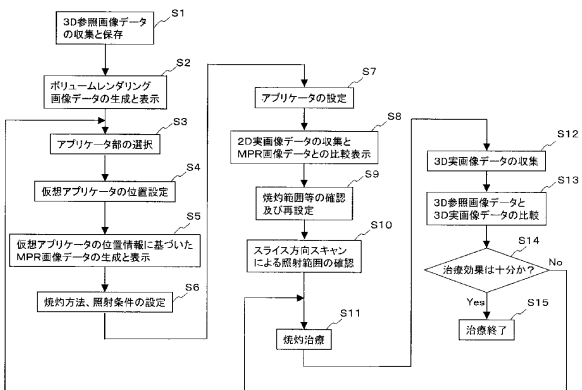 S1
3D参照画像データ
の収集と保存
S2
ボリュームレンダリング
画像データの生成と表示
S3
アプリケータ部の選択
S4
仮想アプリケータの位置設定
S5
仮想アプリケータの位置情報に基づいた
MPR画像データの生成と表示
S6
焼灼方法、照射条件の設定
S7
アプリケータの設定
S8
2D実画像データの収集と
MPR画像データとの比較表示
S9
焼灼範囲等の確認
及び再設定
S10
スライス方向スキャン
による照射範囲の確認
S11
焼灼治療
S12
3D実画像データの収集
S13
3D参照画像データと
3D実画像データの比較
S14
治療効果は十分か?
No
Yes
S15
治療終了